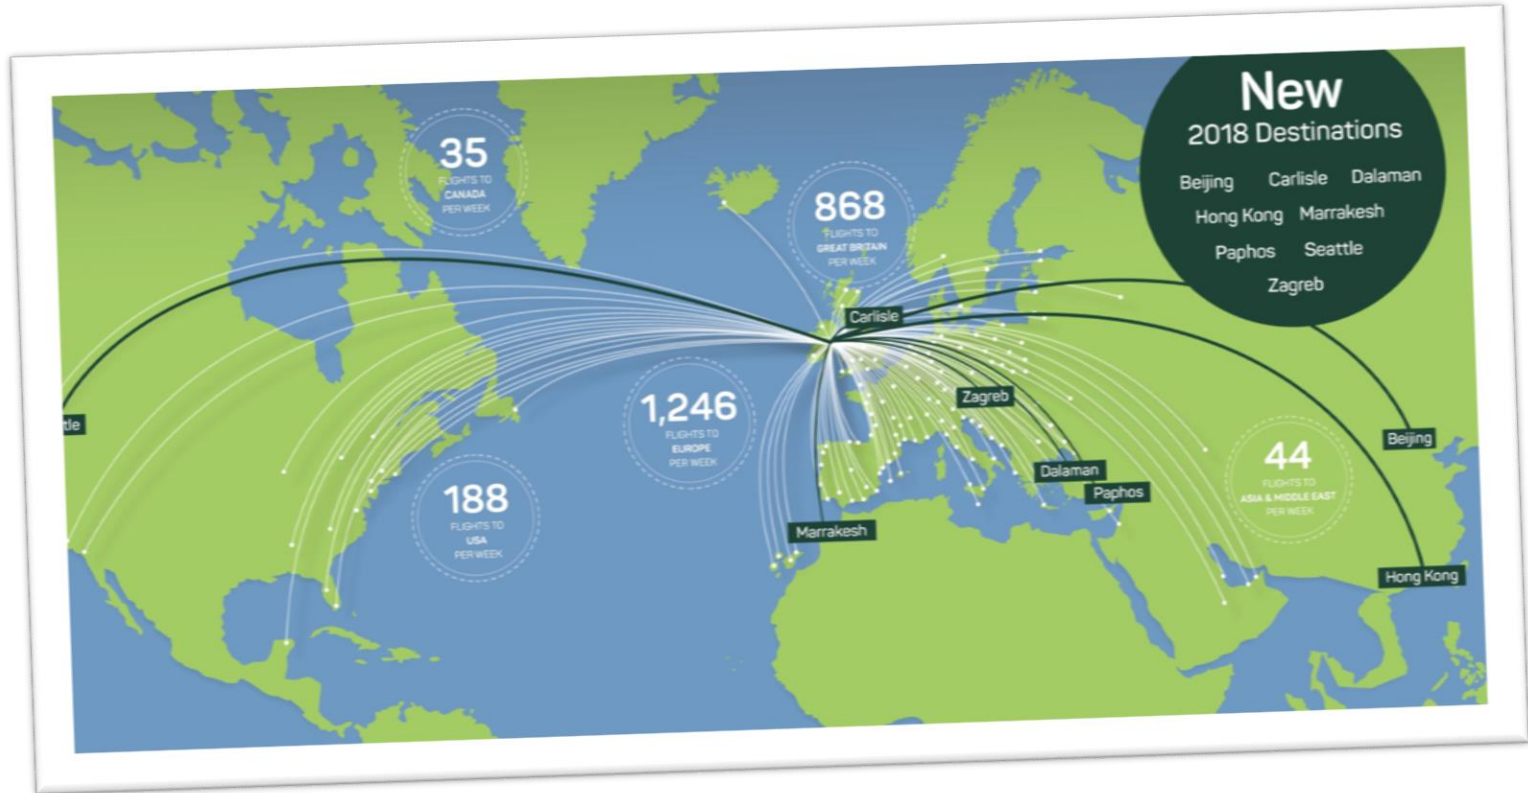 New
2018 Destinations
Beijing Carlisle Dalaman
Hong Kong Marrakesh
Paphos Seattle
Zagreb
35
FLIGHTS TO
CANADA
PER WEEK
868
FLIGHTS TO
GREAT BRITAIN
PER WEEK
Carlisle
1,246
FLIGHTS TO
EUROPE
PER WEEK
Zagreb
tle
Beijing
188
FLIGHTS TO
USA
PER WEEK
44
FLIGHTS TO
ASIA & MIDDLE EAST
PER WEEK
Dalaman
Paphos
Marrakesh
Hong Kong